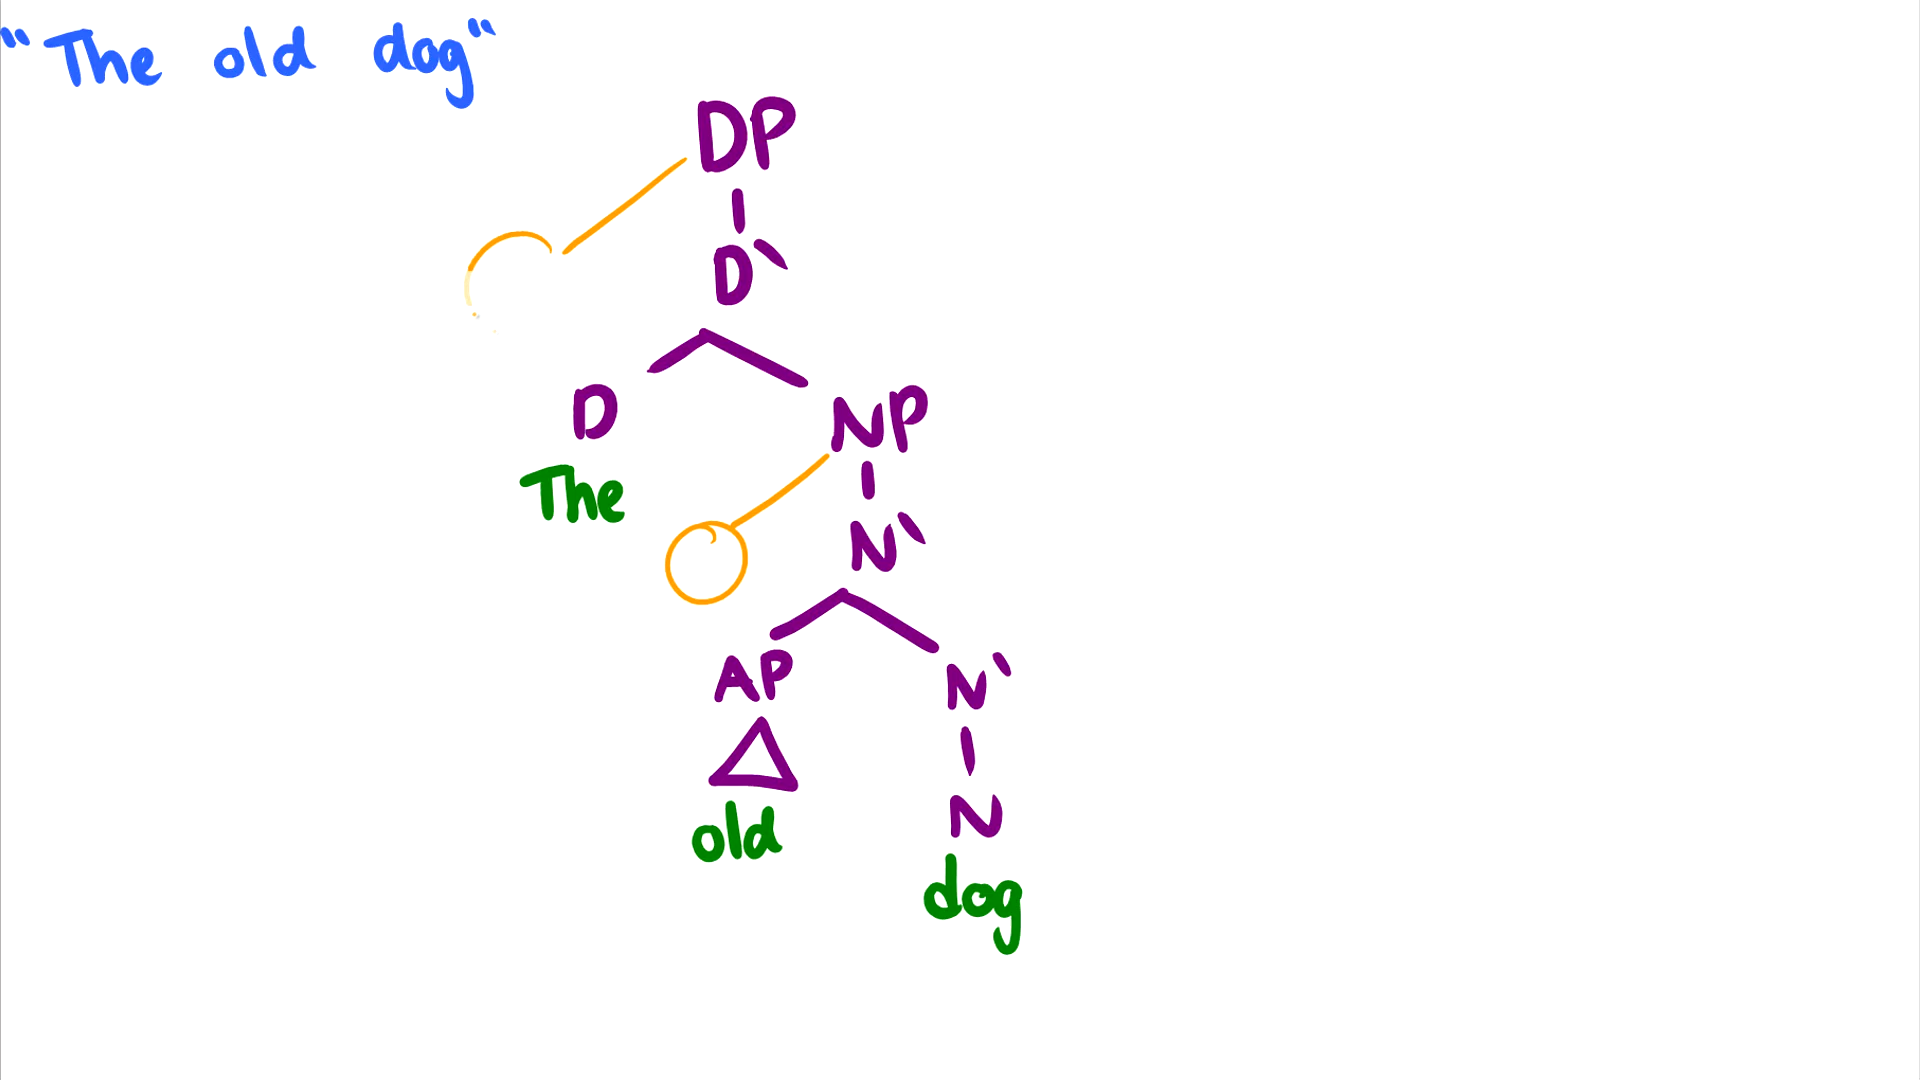 "The old dog"
DP
D`
D NP
The
N`
AP N`
old N
dog